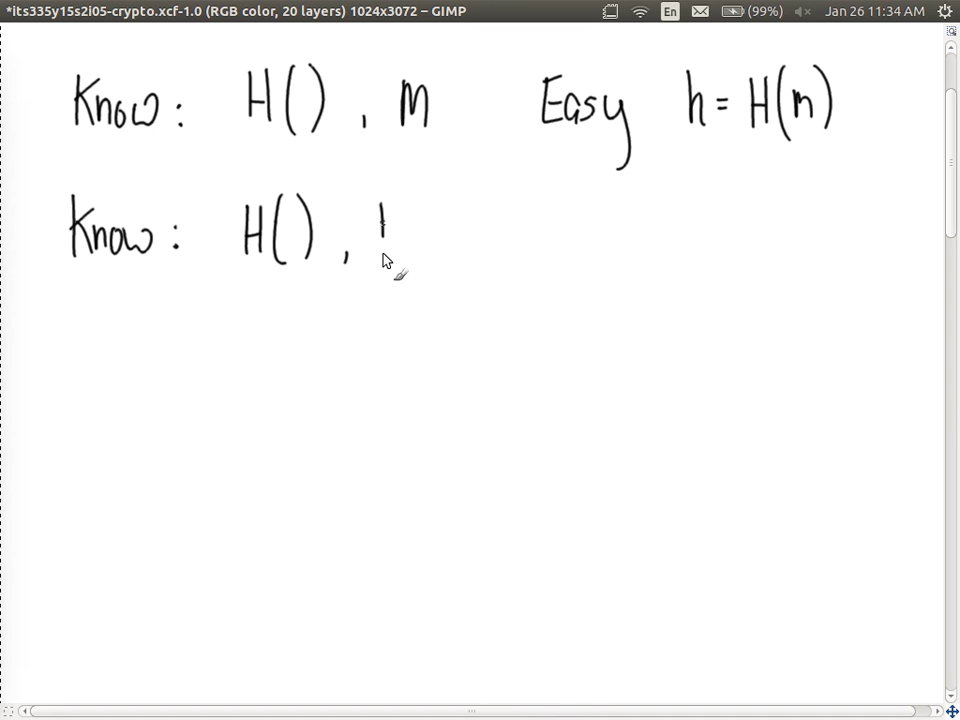 *its335y15s2i05-crypto.xcf-1.0 (RGB color, 20 layers) 1024x3072 – GIMP En (99%) Jan 26 11:34 AM
Know: H() , m Easy h = H(m)
Know: H() ,